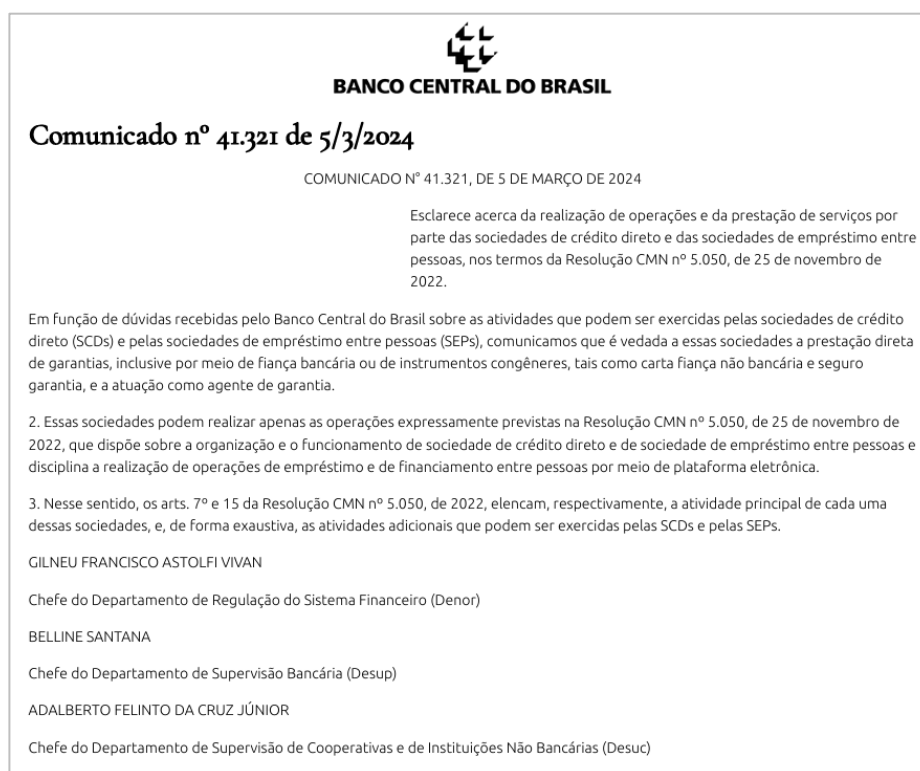 BANCO CENTRAL DO BRASIL
Comunicado nº 41.321 de 5/3/2024
COMUNICADO N° 41.321, DE 5 DE MARÇO DE 2024
Esclarece acerca da realização de operações e da prestação de serviços por
parte das sociedades de crédito direto e das sociedades de empréstimo entre
pessoas, nos termos da Resolução CMN nº 5.050, de 25 de novembro de
2022.
Em função de dúvidas recebidas pelo Banco Central do Brasil sobre as atividades que podem ser exercidas pelas sociedades de crédito
direto (SCDs) e pelas sociedades de empréstimo entre pessoas (SEPs), comunicamos que é vedada a essas sociedades a prestação direta
de garantias, inclusive por meio de fiança bancária ou de instrumentos congêneres, tais como carta fiança não bancária e seguro
garantia, e a atuação como agente de garantia.
2. Essas sociedades podem realizar apenas as operações expressamente previstas na Resolução CMN nº 5.050, de 25 de novembro de
2022, que dispõe sobre a organização e o funcionamento de sociedade de crédito direto e de sociedade de empréstimo entre pessoas e
disciplina a realização de operações de empréstimo e de financiamento entre pessoas por meio de plataforma eletrônica.
3. Nesse sentido, os arts. 7º e 15 da Resolução CMN nº 5.050, de 2022, elencam, respectivamente, a atividade principal de cada uma
dessas sociedades, e, de forma exaustiva, as atividades adicionais que podem ser exercidas pelas SCDs e pelas SEPs.
GILNEU FRANCISCO ASTOLFI VIVAN
Chefe do Departamento de Regulação do Sistema Financeiro (Denor)
BELLINE SANTANA
Chefe do Departamento de Supervisão Bancária (Desup)
ADALBERTO FELINTO DA CRUZ JÚNIOR
Chefe do Departamento de Supervisão de Cooperativas e de Instituições Não Bancárias (Desuc)